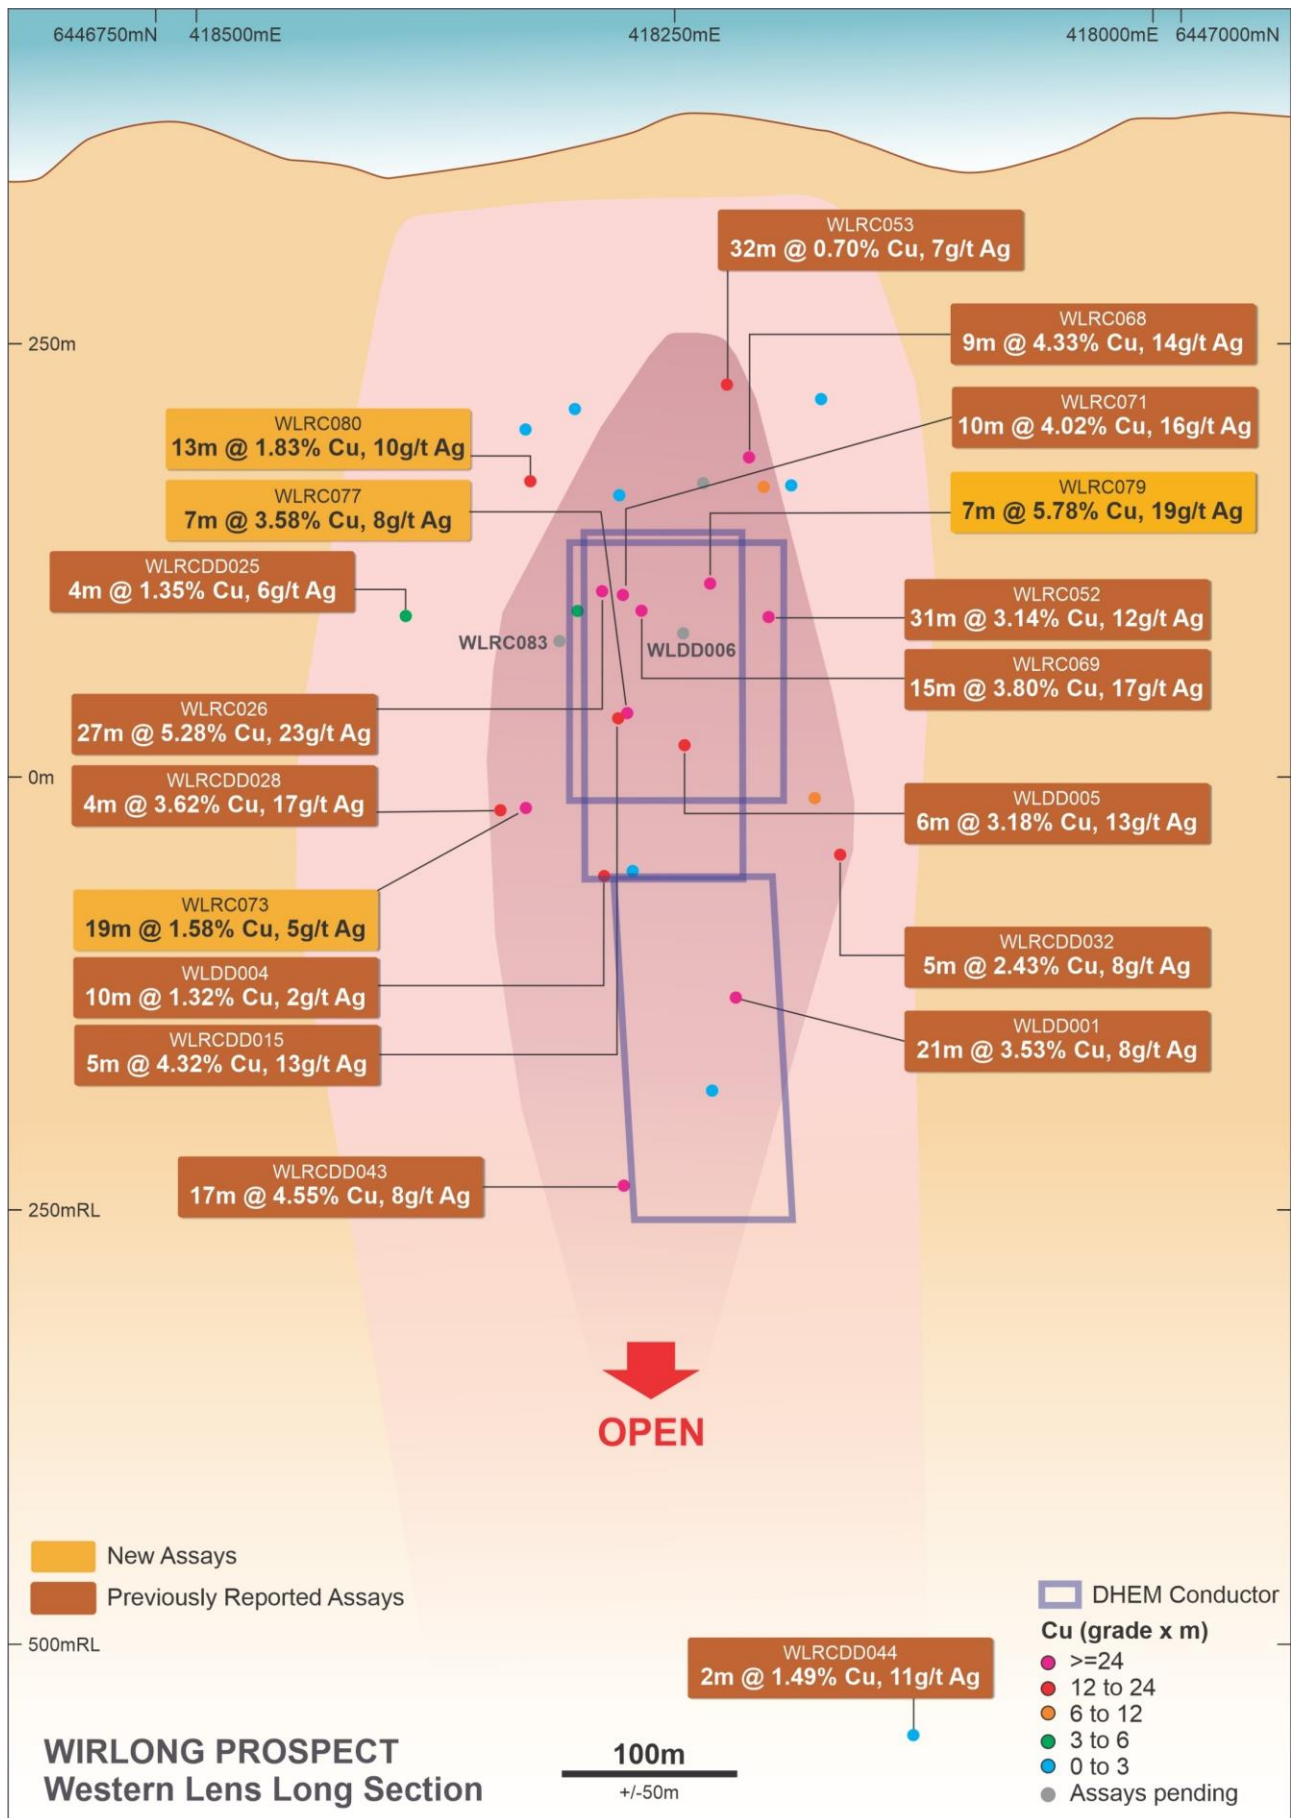 6446750mN 418500mE 418250mE 418000mE 6447000mN
WLRC053
32m @ 0.70% Cu, 7g/t Ag
250m
WLRC068
9m @ 4.33% Cu, 14g/t Ag
WLRC071
10m @ 4.02% Cu, 16g/t Ag
WLRC080
13m @ 1.83% Cu, 10g/t Ag
WLRC077
7m @ 3.58% Cu, 8g/t Ag
WLRC079
7m @ 5.78% Cu, 19g/t Ag
WLRCDD025
4m @ 1.35% Cu, 6g/t Ag
WLRC083
WLDD006
WLRC052
31m @ 3.14% Cu, 12g/t Ag
WLRC069
15m @ 3.80% Cu, 17g/t Ag
WLRC026
27m @ 5.28% Cu, 23g/t Ag
0m
WLRCDD028
4m @ 3.62% Cu, 17g/t Ag
WLDD005
6m @ 3.18% Cu, 13g/t Ag
WLRC073
19m @ 1.58% Cu, 5g/t Ag
WLRCDD032
5m @ 2.43% Cu, 8g/t Ag
WLDD004
10m @ 1.32% Cu, 2g/t Ag
WLRCDD015
5m @ 4.32% Cu, 13g/t Ag
WLDD001
21m @ 3.53% Cu, 8g/t Ag
WLRCDD043
17m @ 4.55% Cu, 8g/t Ag
250mRL
OPEN
New Assays
Previously Reported Assays
500mRL
WLRCDD044
2m @ 1.49% Cu, 11g/t Ag
DHEM Conductor
Cu (grade x m)
>=24
12 to 24
6 to 12
3 to 6
0 to 3
Assays pending
WIRLONG PROSPECT
Western Lens Long Section
100m
+/-50m